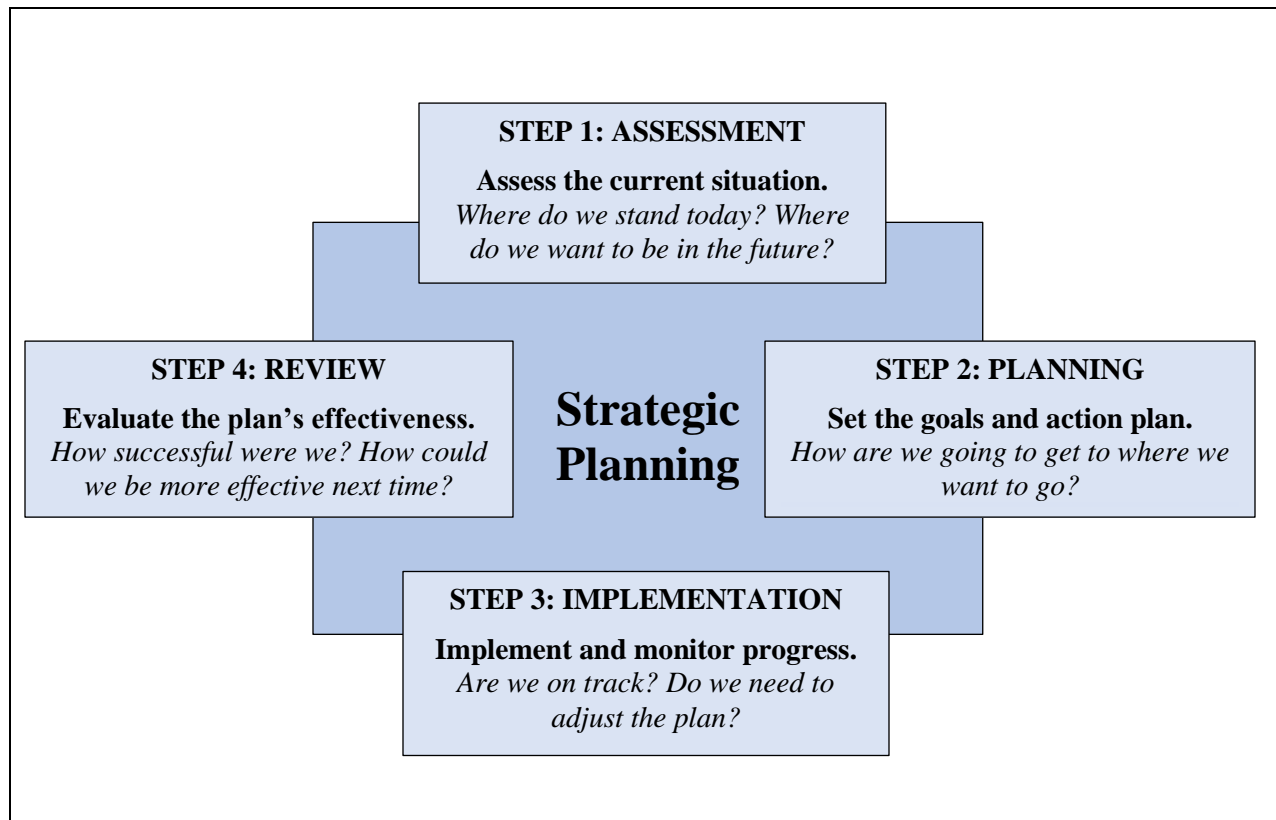 STEP 1: ASSESSMENT
Assess the current situation.
Where do we stand today? Where
do we want to be in the future?
STEP 4: REVIEW
Evaluate the plan’s effectiveness.
How successful were we? How could
we be more effective next time?
Strategic
Planning
STEP 2: PLANNING
Set the goals and action plan.
How are we going to get to where we
want to go?
STEP 3: IMPLEMENTATION
Implement and monitor progress.
Are we on track? Do we need to
adjust the plan?